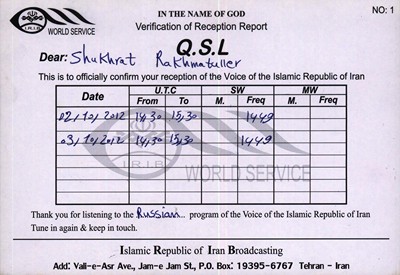 IN THE NAME OF GOD
NO: 1
IRIB
WORLD SERVICE
Verification of Reception Report
Q.S.L
Dear: Shukhrat Rakhmatuller
This is to officially confirm your reception of the Voice of the Islamic Republic of Iran
Date U.T.C SW MW
From To M. Freq M. Freq
02/10/2012 14,30 15,30 1449
03/10/2012 14,30 15,30 1449
IRIB
WORLD SERVICE
Thank you for listening to the Russian program of the Voice of the Islamic Republic of Iran
Tune in again & keep in touch.
Islamic Republic of Iran Broadcasting
Add: Vali-e-Asr Ave., Jam-e Jam St., P.O. Box: 19395-6767 Tehran - Iran